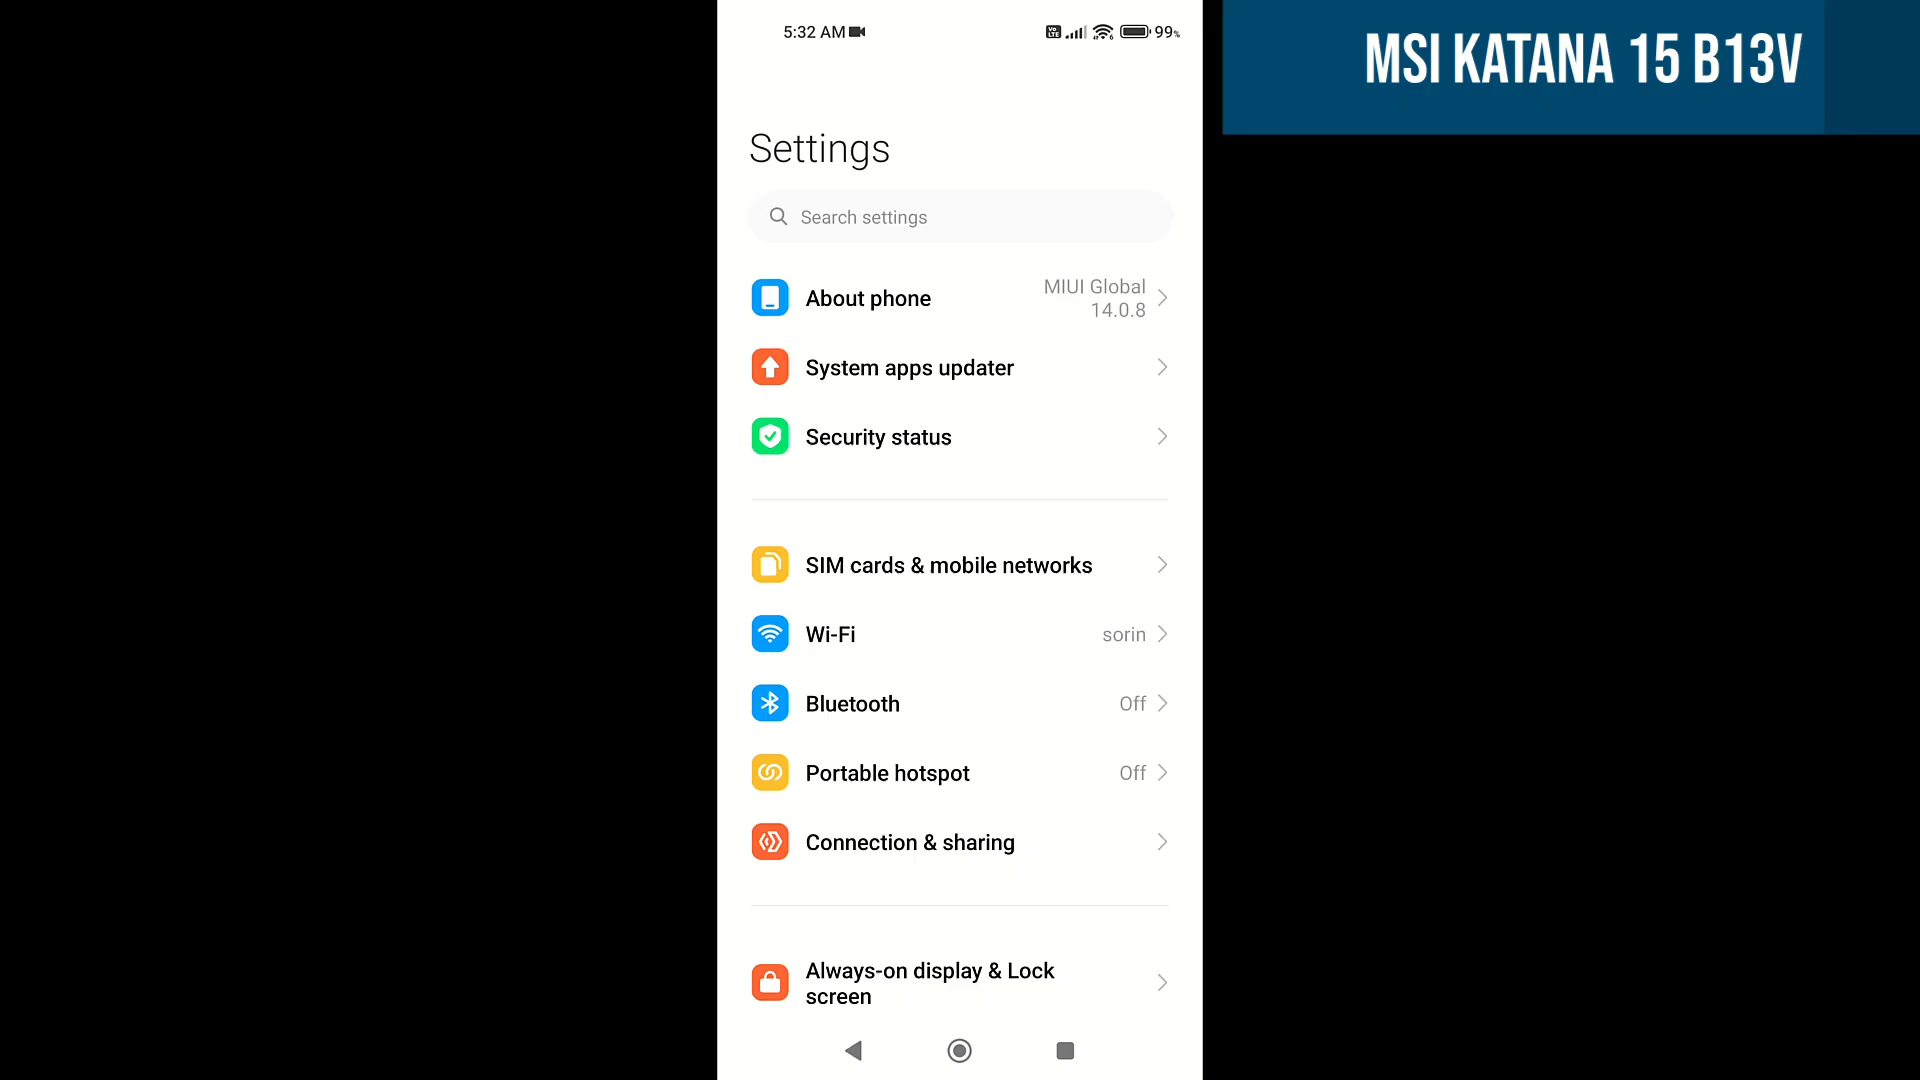 5:32 AM
99%
MSI KATANA 15 B13V
Settings
Search settings
About phone
MIUI Global
14.0.8
System apps updater
Security status
SIM cards & mobile networks
Wi-Fi
sorin
Bluetooth
Off
Portable hotspot
Off
Connection & sharing
Always-on display & Lock
screen